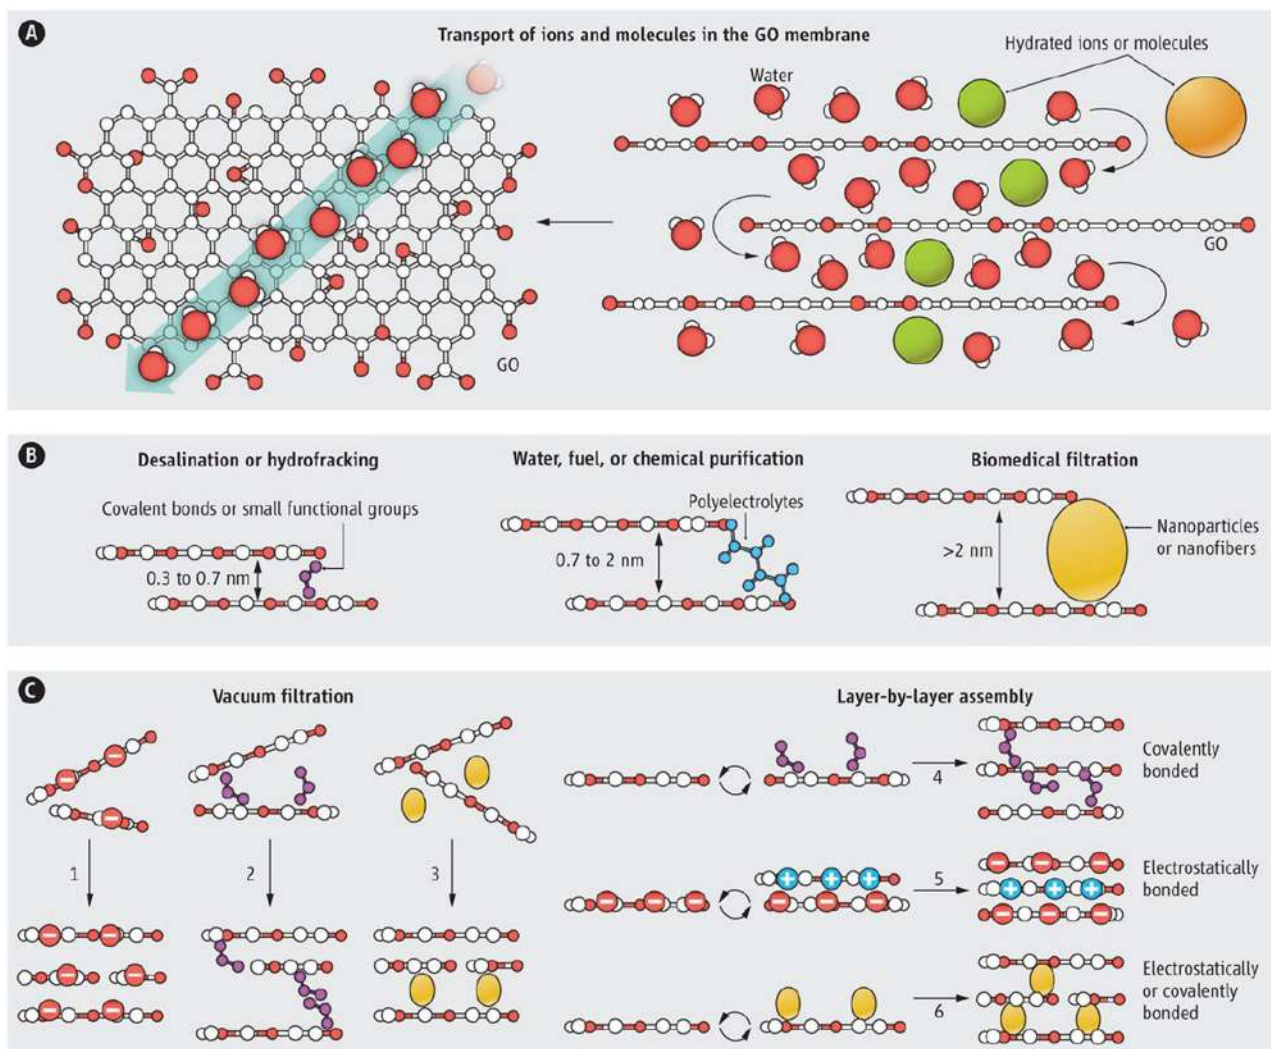 A
Transport of ions and molecules in the GO membrane
Hydrated ions or molecules
Water
GO
GO
B
Desalination or hydrofracking
Covalent bonds or small functional groups
0.3 to 0.7 nm
Water, fuel, or chemical purification
Polyelectrolytes
0.7 to 2 nm
Biomedical filtration
>2 nm
Nanoparticles
or nanofibers
C
Vacuum filtration
1
2
3
Layer-by-layer assembly
4
Covalently
bonded
5
Electrostatically
bonded
6
Electrostatically
or covalently
bonded